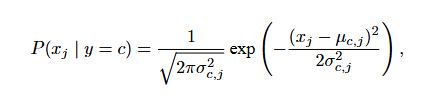 P(x_j | y = c) = \frac{1}{\sqrt{2\pi\sigma_{c,j}^2}} \exp\left(-\frac{(x_j - \mu_{c,j})^2}{2\sigma_{c,j}^2}\right),